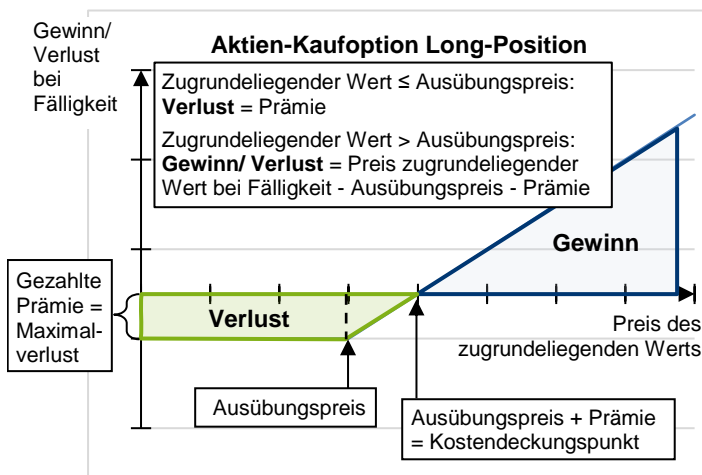 Gewinn/
Verlust
bei
Fälligkeit
Aktien-Kaufoption Long-Position
Zugrundeliegender Wert ≤ Ausübungspreis:
Verlust = Prämie
Zugrundeliegender Wert > Ausübungspreis:
Gewinn/ Verlust = Preis zugrundeliegender
Wert bei Fälligkeit - Ausübungspreis - Prämie
Gewinn
Gezahlte
Prämie =
Maximal-
verlust
Verlust
Preis des
zugrundeliegenden Werts
Ausübungspreis
Ausübungspreis + Prämie
= Kostendeckungspunkt